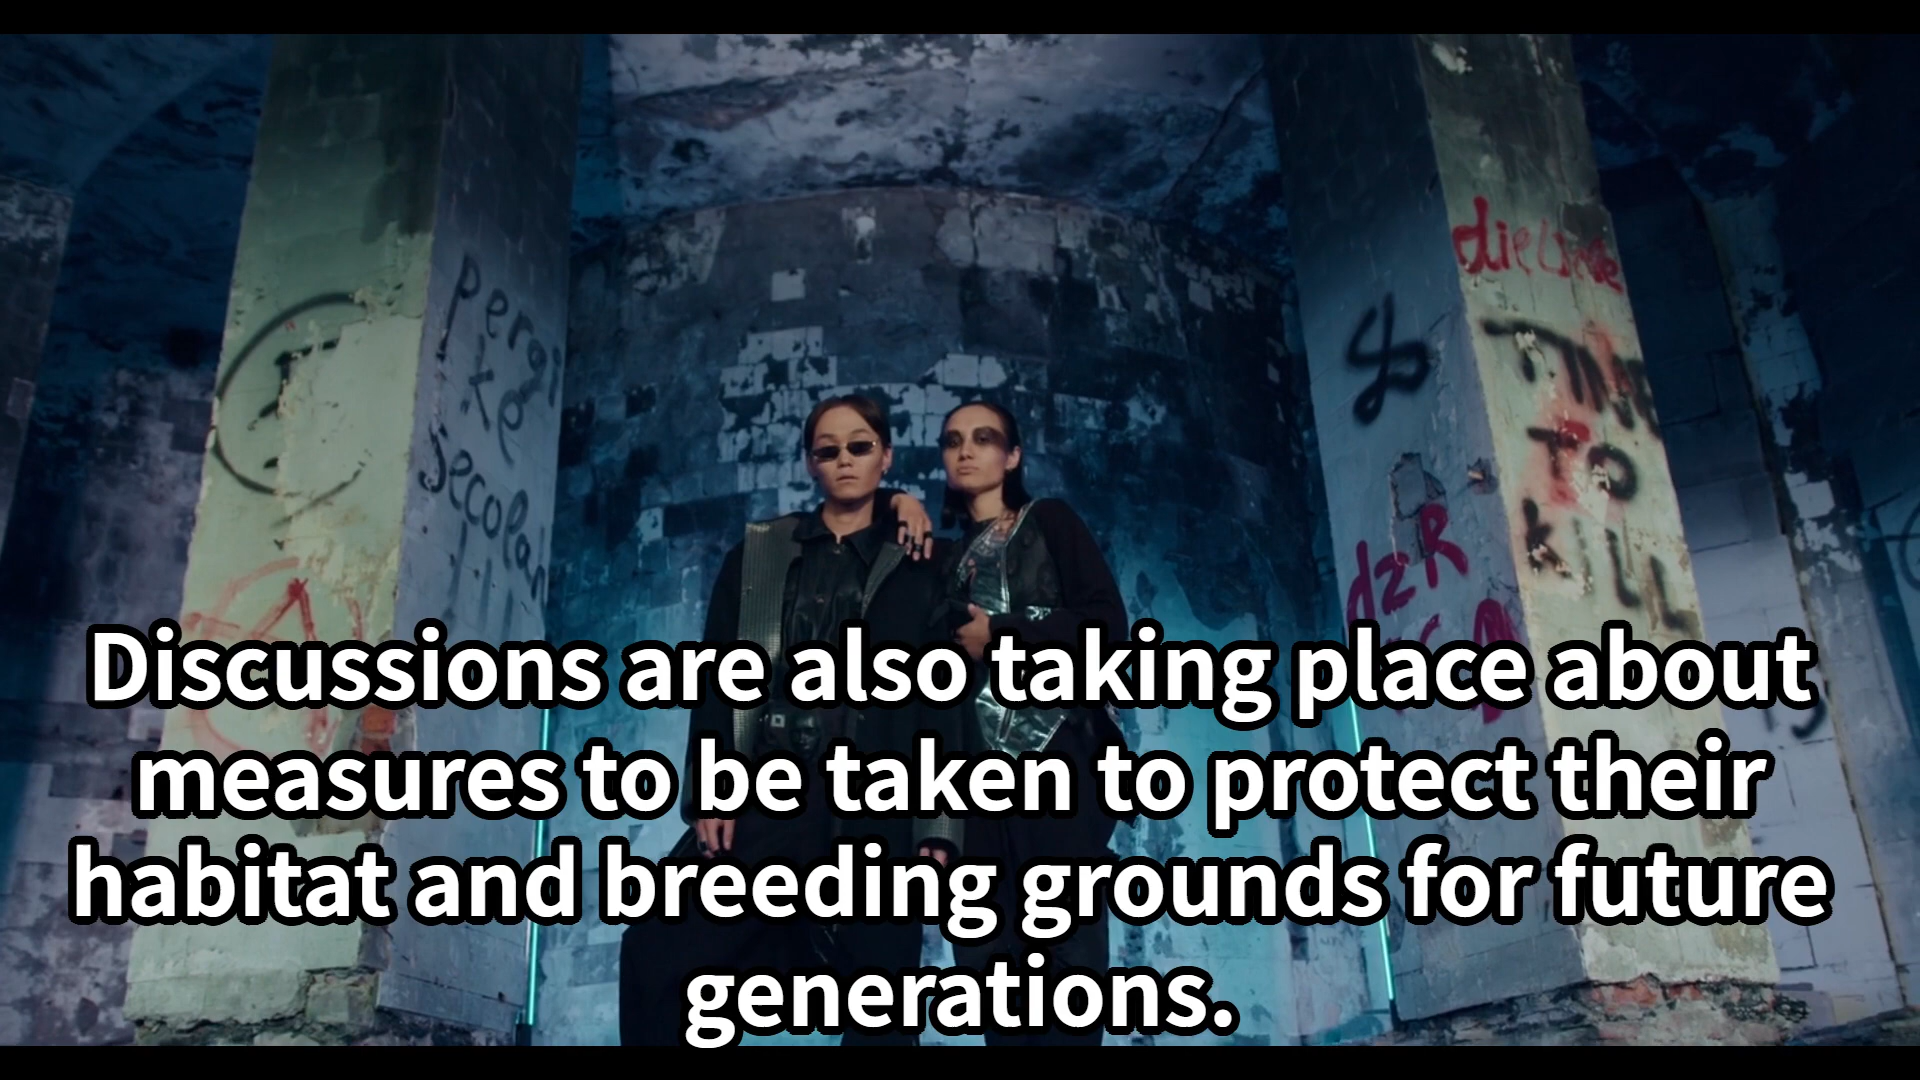 pergi
ke
Secolah
die
TIME
TO
KILL
dzR
Discussions are also taking place about
measures to be taken to protect their
habitat and breeding grounds for future
generations.